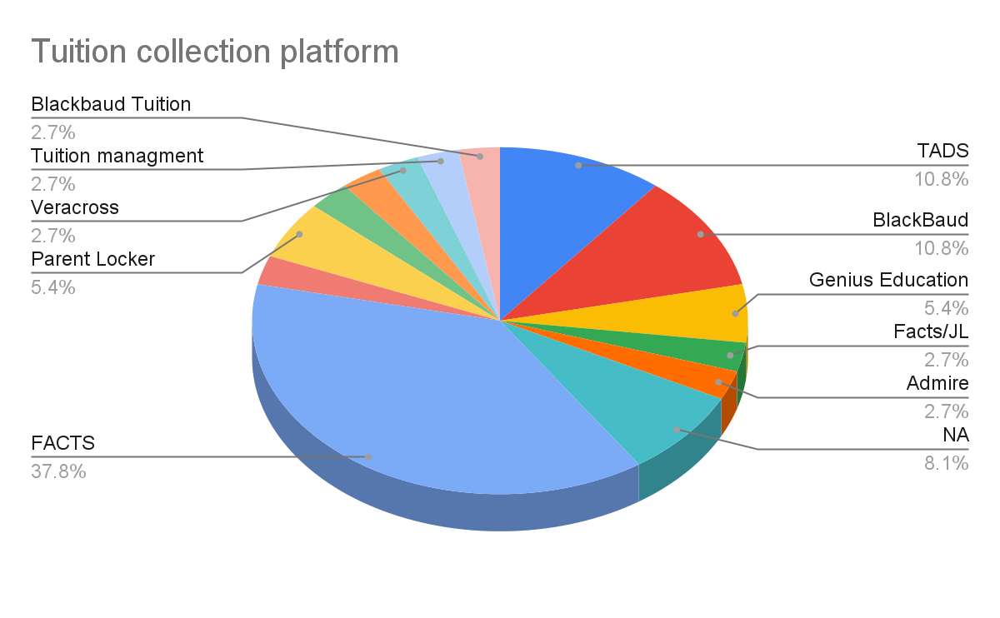 Tuition collection platform
Blackbaud Tuition
2.7%
Tuition managment
2.7%
Veracross
2.7%
Parent Locker
5.4%
FACTS
37.8%
TADS
10.8%
BlackBaud
10.8%
Genius Education
5.4%
Facts/JL
2.7%
Admire
2.7%
NA
8.1%